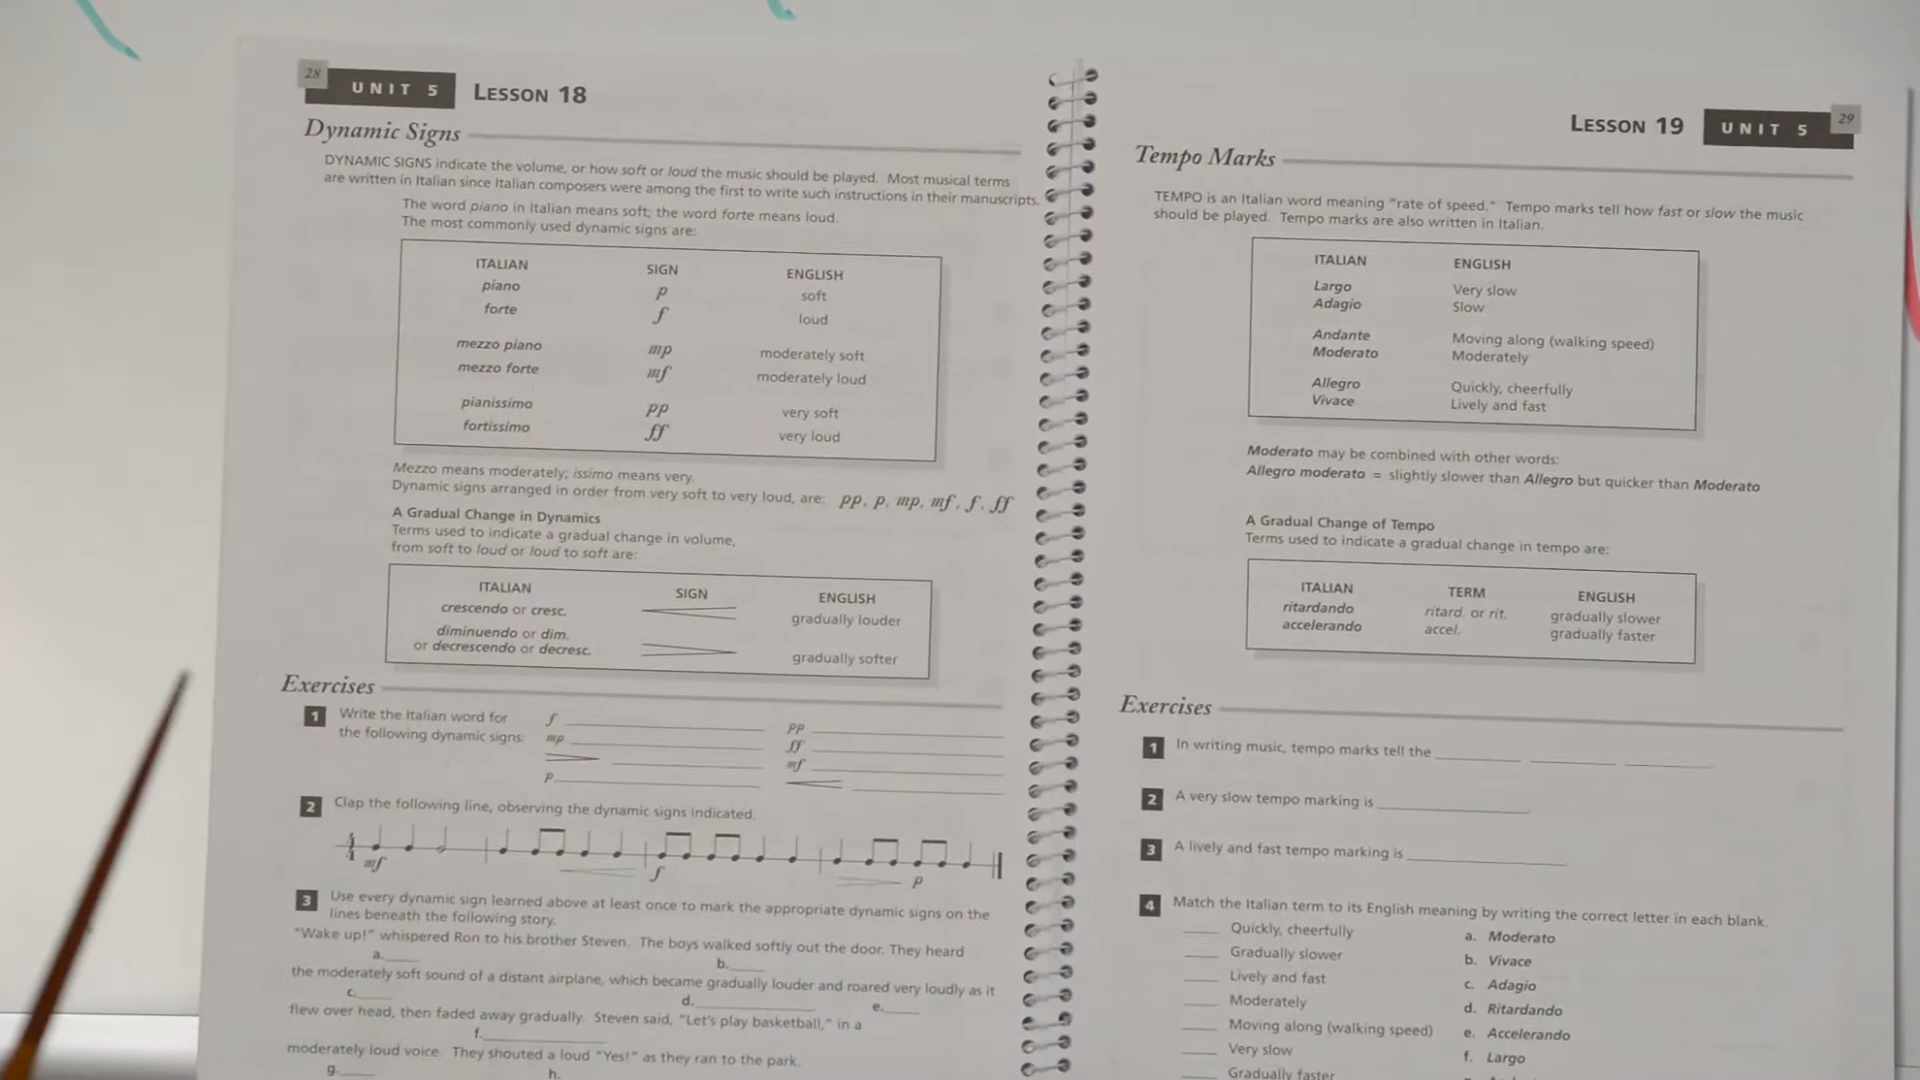 28 UNIT 5 LESSON 18
Dynamic Signs
DYNAMIC SIGNS indicate the volume, or how soft or loud the music should be played. Most musical terms
are written in Italian since Italian composers were among the first to write such instructions in their manuscripts.
The word piano in Italian means soft; the word forte means loud.
The most commonly used dynamic signs are:
ITALIAN SIGN ENGLISH
piano p soft
forte f loud
mezzo piano mp moderately soft
mezzo forte mf moderately loud
pianissimo pp very soft
fortissimo ff very loud
Mezzo means moderately; issimo means very.
Dynamic signs arranged in order from very soft to very loud, are: pp, p, mp, mf, f, ff
A Gradual Change in Dynamics
Terms used to indicate a gradual change in volume,
from soft to loud or loud to soft are:
ITALIAN SIGN ENGLISH
crescendo or cresc. gradually louder
diminuendo or dim.
or decrescendo or decresc. gradually softer
Exercises
1 Write the Italian word for f pp
the following dynamic signs: mp ff
mf
p
2 Clap the following line, observing the dynamic signs indicated.
4
4
mf f p
3 Use every dynamic sign learned above at least once to mark the appropriate dynamic signs on the
lines beneath the following story.
"Wake up!" whispered Ron to his brother Steven. The boys walked softly out the door. They heard
a. b.
the moderately soft sound of a distant airplane, which became gradually louder and roared very loudly as it
c. d. e.
flew over head, then faded away gradually. Steven said, "Let's play basketball," in a
f.
moderately loud voice. They shouted a loud "Yes!" as they ran to the park.
g. h.
LESSON 19 UNIT 5 29
Tempo Marks
TEMPO is an Italian word meaning "rate of speed." Tempo marks tell how fast or slow the music
should be played. Tempo marks are also written in Italian.
ITALIAN ENGLISH
Largo Very slow
Adagio Slow
Andante Moving along (walking speed)
Moderato Moderately
Allegro Quickly, cheerfully
Vivace Lively and fast
Moderato may be combined with other words:
Allegro moderato = slightly slower than Allegro but quicker than Moderato
A Gradual Change of Tempo
Terms used to indicate a gradual change in tempo are:
ITALIAN TERM ENGLISH
ritardando ritard. or rit. gradually slower
accelerando accel. gradually faster
Exercises
1 In writing music, tempo marks tell the
2 A very slow tempo marking is
3 A lively and fast tempo marking is
4 Match the Italian term to its English meaning by writing the correct letter in each blank.
Quickly, cheerfully a. Moderato
Gradually slower b. Vivace
Lively and fast c. Adagio
Moderately d. Ritardando
Moving along (walking speed) e. Accelerando
Very slow f. Largo
Gradually faster